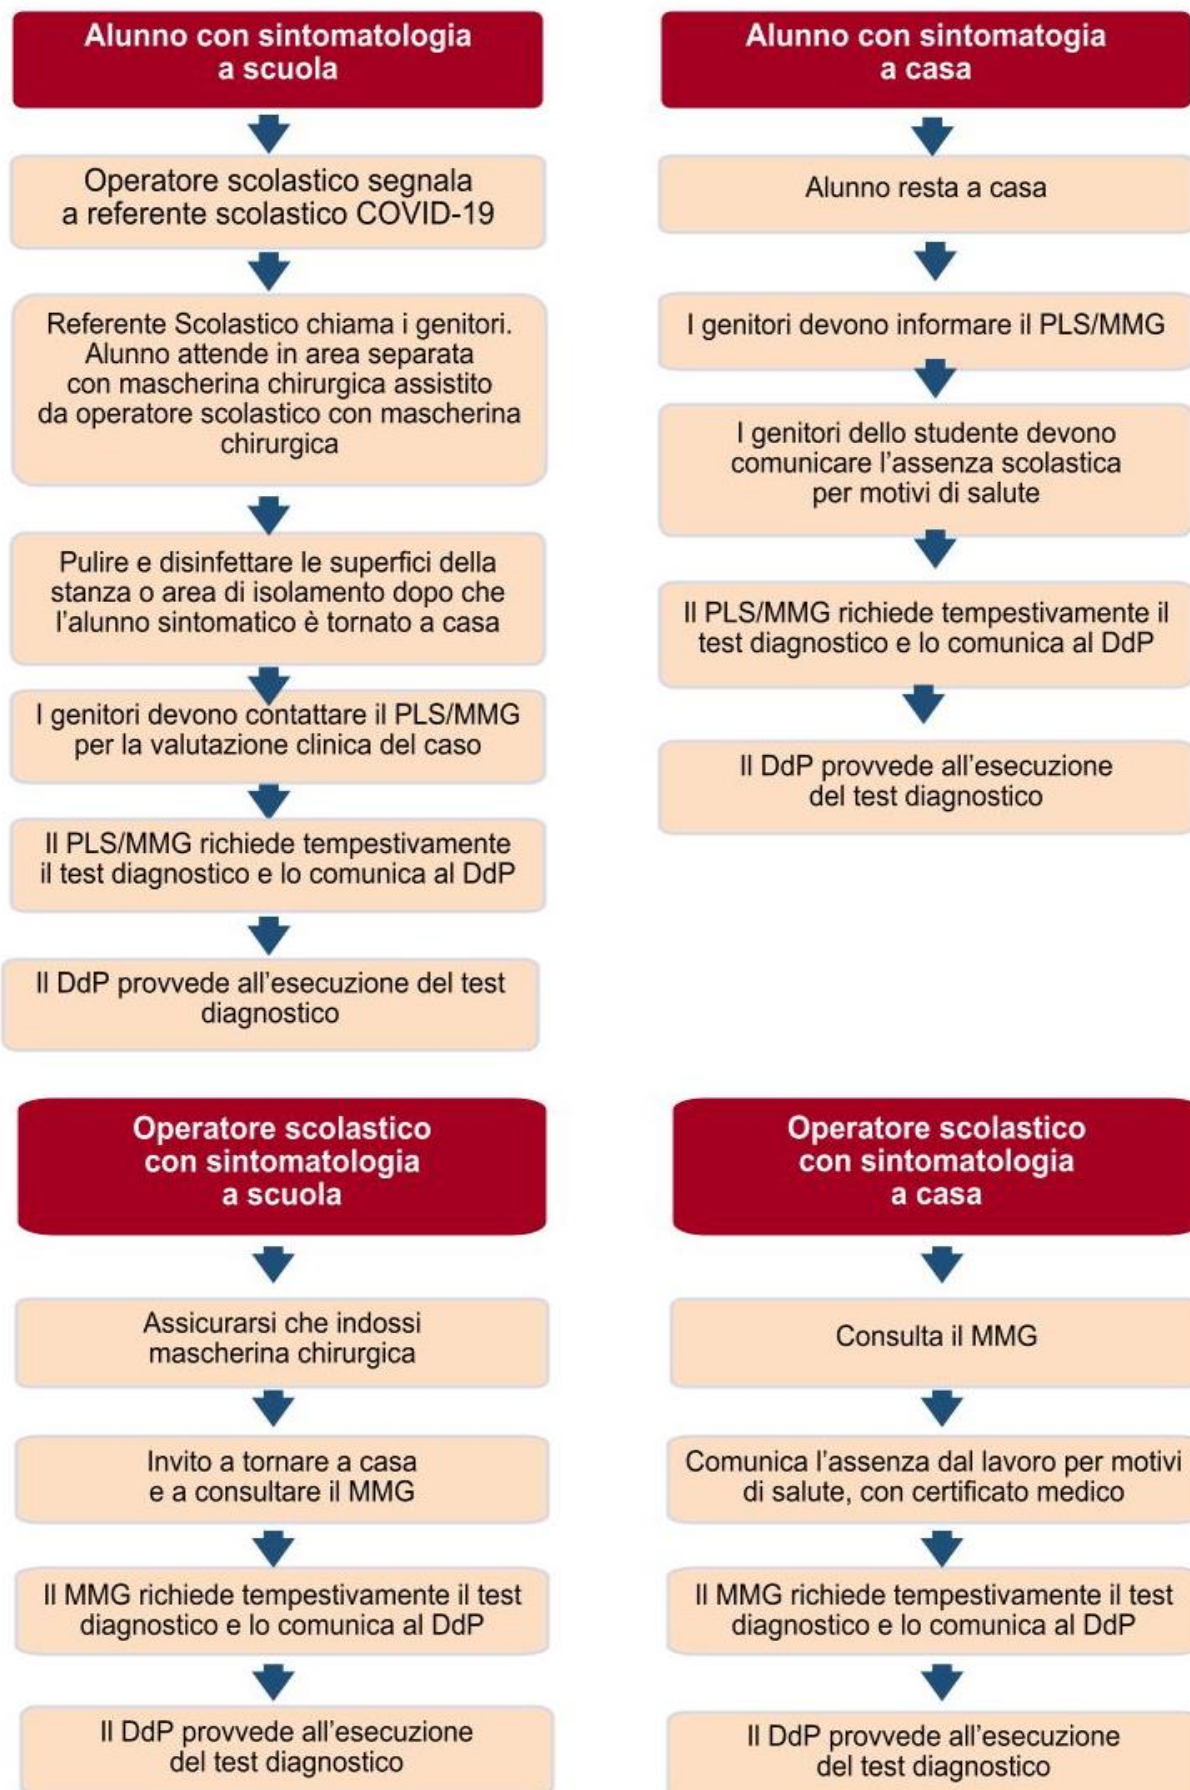 Alunno con sintomatologia
a scuola
Operatore scolastico segnala
a referente scolastico COVID-19
Referente Scolastico chiama i genitori.
Alunno attende in area separata
con mascherina chirurgica assistito
da operatore scolastico con mascherina
chirurgica
Pulire e disinfettare le superfici della
stanza o area di isolamento dopo che
l'alunno sintomatico è tornato a casa
I genitori devono contattare il PLS/MMG
per la valutazione clinica del caso
Il PLS/MMG richiede tempestivamente
il test diagnostico e lo comunica al DdP
Il DdP provvede all'esecuzione del test
diagnostico
Alunno con sintomatogia
a casa
Alunno resta a casa
I genitori devono informare il PLS/MMG
I genitori dello studente devono
comunicare l'assenza scolastica
per motivi di salute
Il PLS/MMG richiede tempestivamente il
test diagnostico e lo comunica al DdP
Il DdP provvede all'esecuzione
del test diagnostico
Operatore scolastico
con sintomatologia
a scuola
Assicurarsi che indossi
mascherina chirurgica
Invito a tornare a casa
e a consultare il MMG
Il MMG richiede tempestivamente il test
diagnostico e lo comunica al DdP
Il DdP provvede all'esecuzione
del test diagnostico
Operatore scolastico
con sintomatologia
a casa
Consulta il MMG
Comunica l'assenza dal lavoro per motivi
di salute, con certificato medico
Il MMG richiede tempestivamente il test
diagnostico e lo comunica al DdP
Il DdP provvede all'esecuzione
del test diagnostico